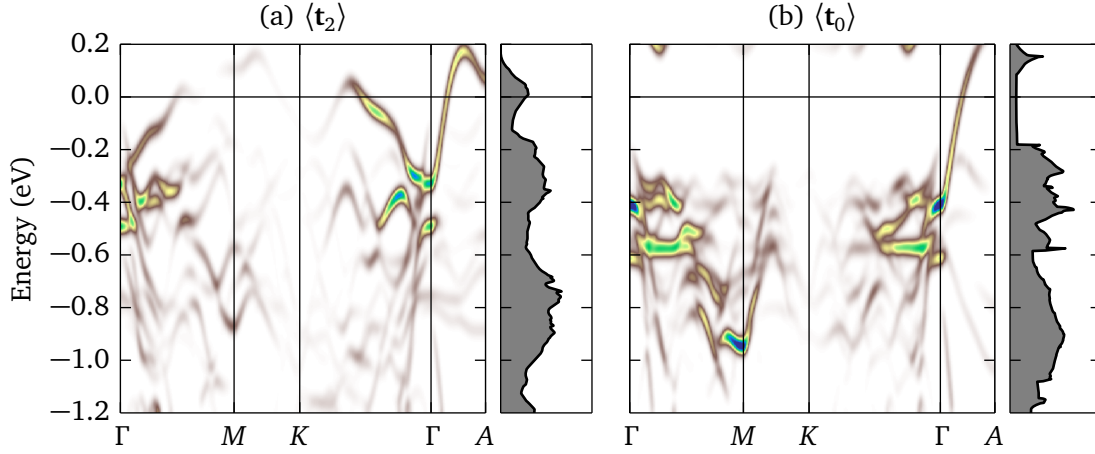 (a) ⟨t₂⟩
(b) ⟨t₀⟩
Energy (eV)
0.2
0.0
−0.2
−0.4
−0.6
−0.8
−1.0
−1.2
Γ M K Γ A
Γ M K Γ A